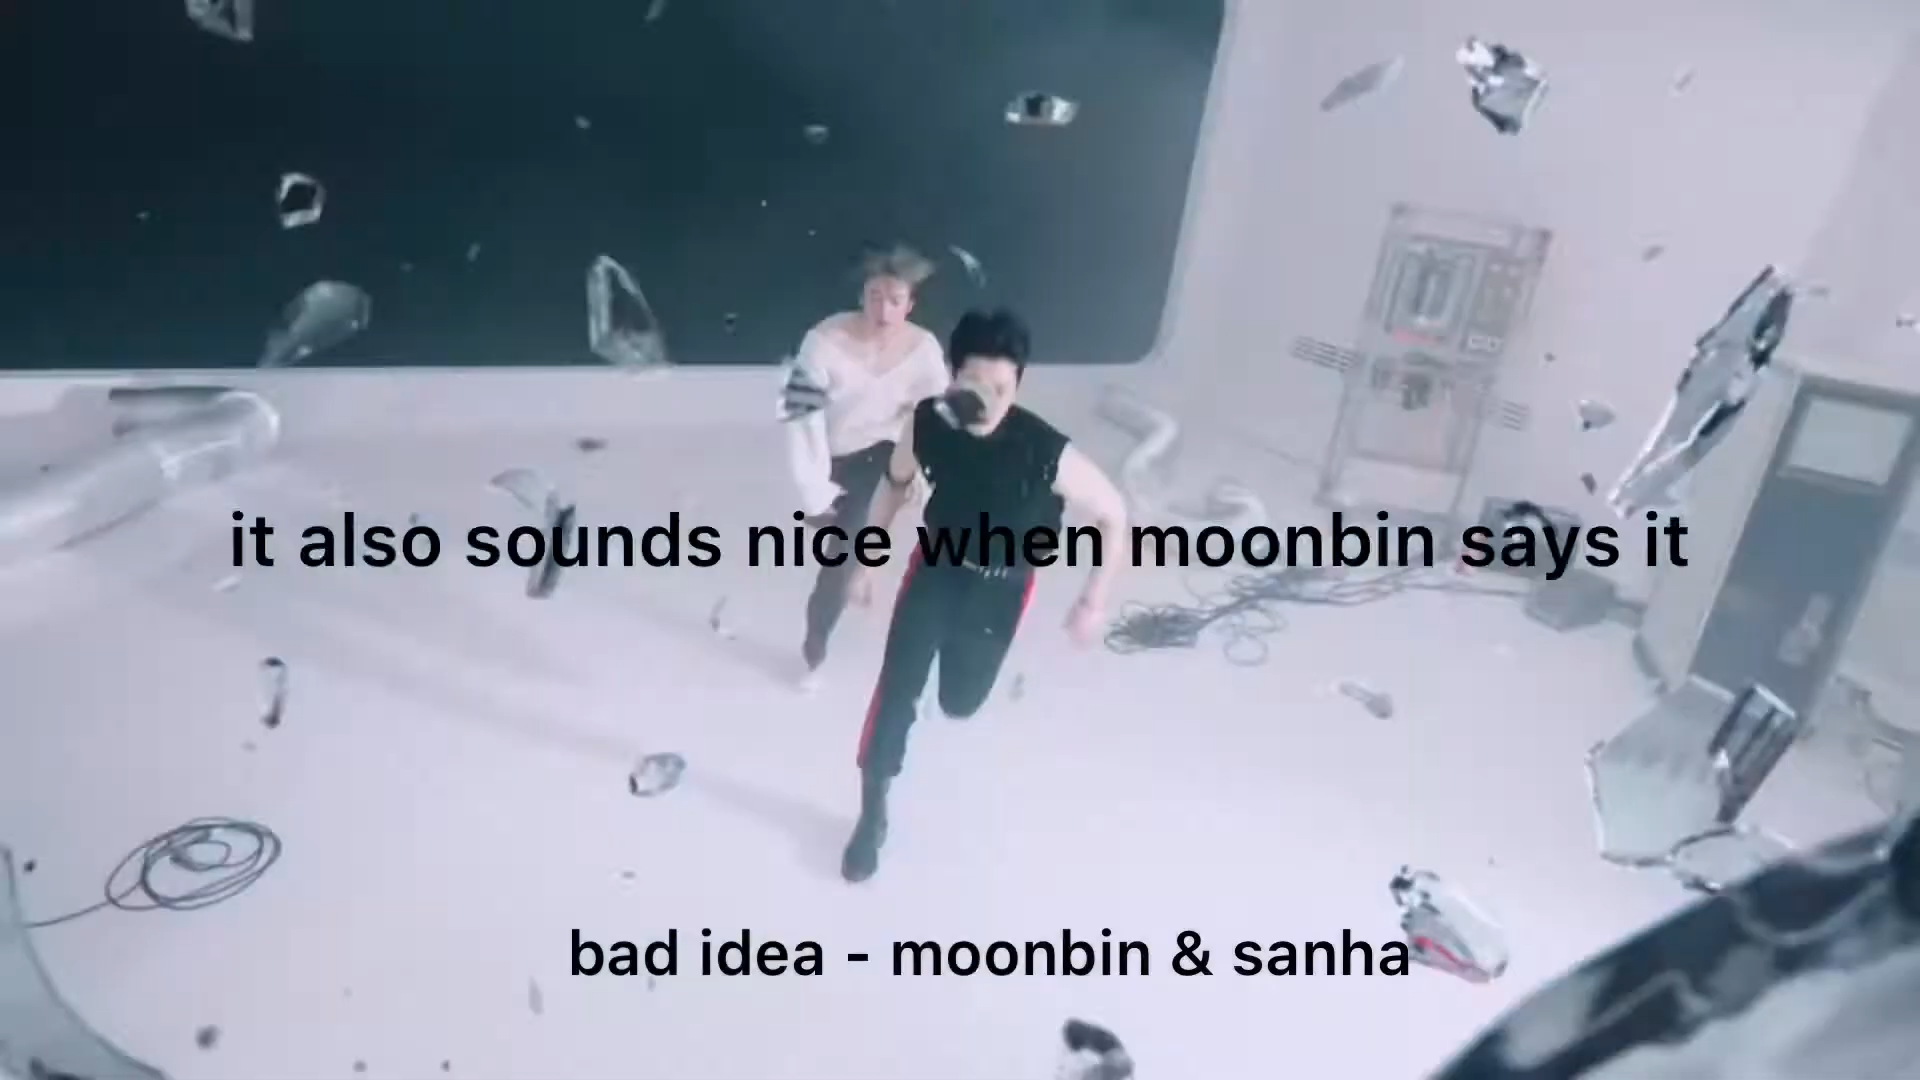 it also sounds nice when moonbin says it
bad idea - moonbin & sanha